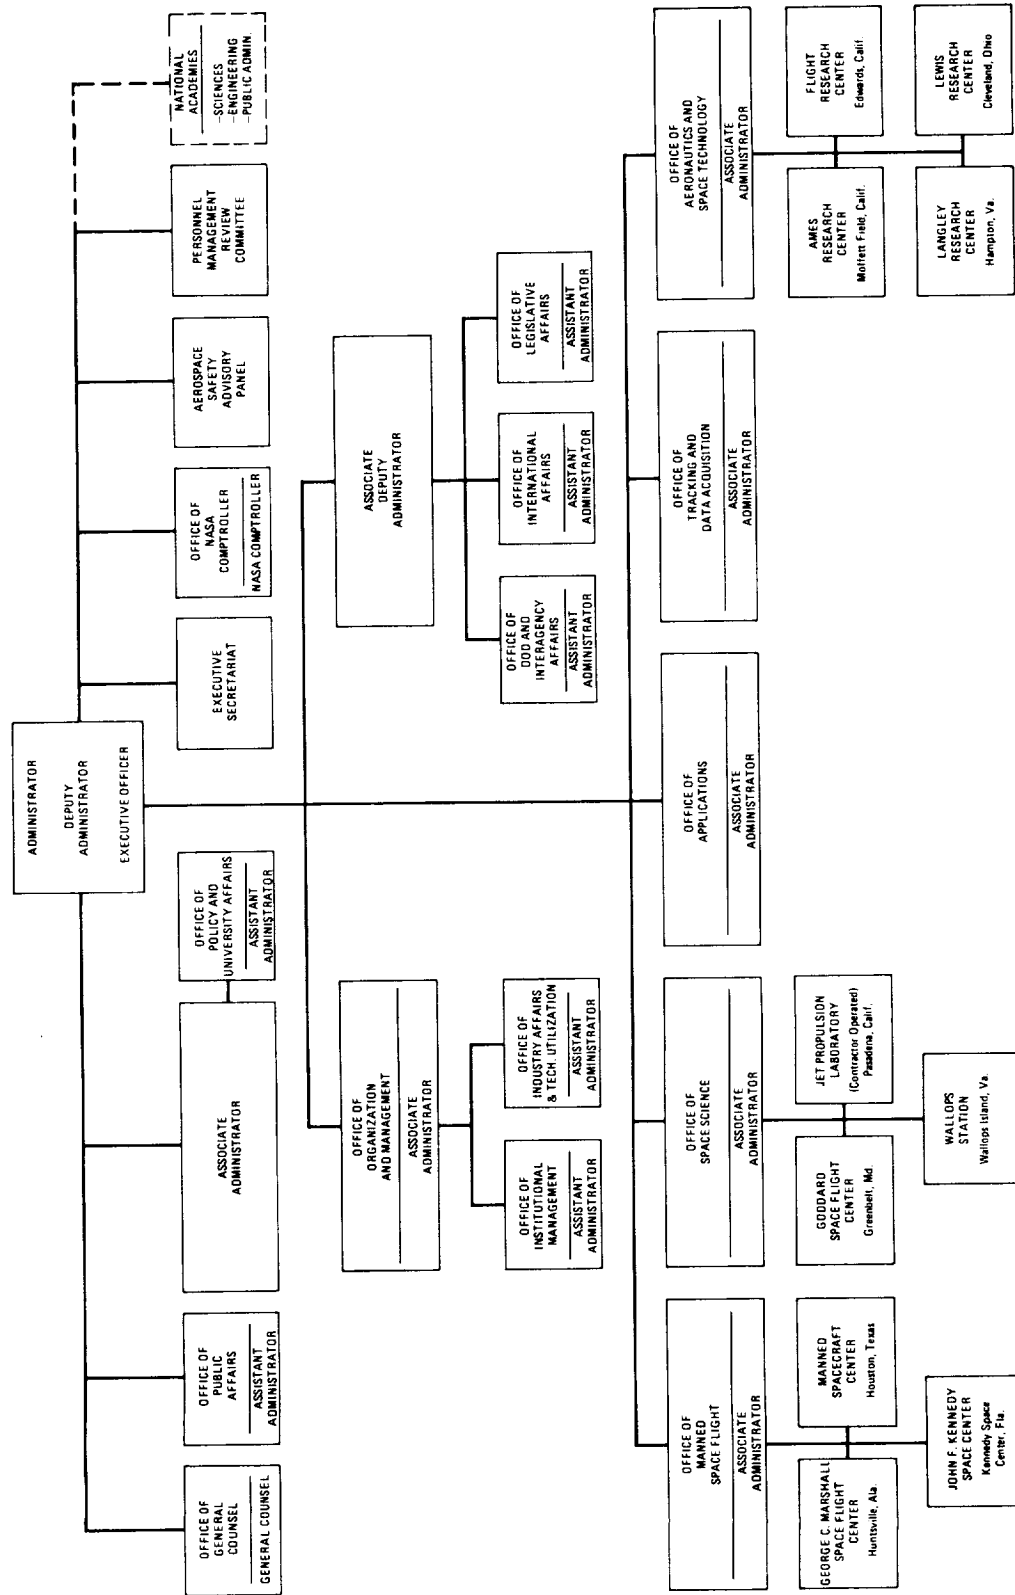 ADMINISTRATOR
DEPUTY
ADMINISTRATOR
EXECUTIVE OFFICER
OFFICE OF
GENERAL
COUNSEL
GENERAL COUNSEL
OFFICE OF
PUBLIC
AFFAIRS
ASSISTANT
ADMINISTRATOR
ASSOCIATE
ADMINISTRATOR
OFFICE OF
POLICY AND
UNIVERSITY AFFAIRS
ASSISTANT
ADMINISTRATOR
EXECUTIVE
SECRETARIAT
OFFICE OF
NASA
COMPTROLLER
NASA COMPTROLLER
AEROSPACE
SAFETY
ADVISORY
PANEL
PERSONNEL
MANAGEMENT
REVIEW
COMMITTEE
NATIONAL
ACADEMIES
-SCIENCES
-ENGINEERING
-PUBLIC ADMIN.
OFFICE OF
ORGANIZATION
AND MANAGEMENT
ASSOCIATE
ADMINISTRATOR
ASSOCIATE
DEPUTY
ADMINISTRATOR
OFFICE OF
INSTITUTIONAL
MANAGEMENT
ASSISTANT
ADMINISTRATOR
OFFICE OF
INDUSTRY AFFAIRS
& TECH. UTILIZATION
ASSISTANT
ADMINISTRATOR
OFFICE OF
DOD AND
INTERAGENCY
AFFAIRS
ASSISTANT
ADMINISTRATOR
OFFICE OF
INTERNATIONAL
AFFAIRS
ASSISTANT
ADMINISTRATOR
OFFICE OF
LEGISLATIVE
AFFAIRS
ASSISTANT
ADMINISTRATOR
OFFICE OF
MANNED
SPACE FLIGHT
ASSOCIATE
ADMINISTRATOR
OFFICE OF
SPACE SCIENCE
ASSOCIATE
ADMINISTRATOR
OFFICE OF
APPLICATIONS
ASSOCIATE
ADMINISTRATOR
OFFICE OF
TRACKING AND
DATA ACQUISITION
ASSOCIATE
ADMINISTRATOR
OFFICE OF
AERONAUTICS AND
SPACE TECHNOLOGY
ASSOCIATE
ADMINISTRATOR
GEORGE C. MARSHALL
SPACE FLIGHT
CENTER
Huntsville, Ala.
MANNED
SPACECRAFT
CENTER
Houston, Texas
JOHN F. KENNEDY
SPACE CENTER
Kennedy Space
Center, Fla.
GODDARD
SPACE FLIGHT
CENTER
Greenbelt, Md.
JET PROPULSION
LABORATORY
(Contractor Operated)
Pasadena, Calif.
WALLOPS
STATION
Wallops Island, Va.
AMES
RESEARCH
CENTER
Moffett Field, Calif.
FLIGHT
RESEARCH
CENTER
Edwards, Calif.
LANGLEY
RESEARCH
CENTER
Hampton, Va.
LEWIS
RESEARCH
CENTER
Cleveland, Ohio